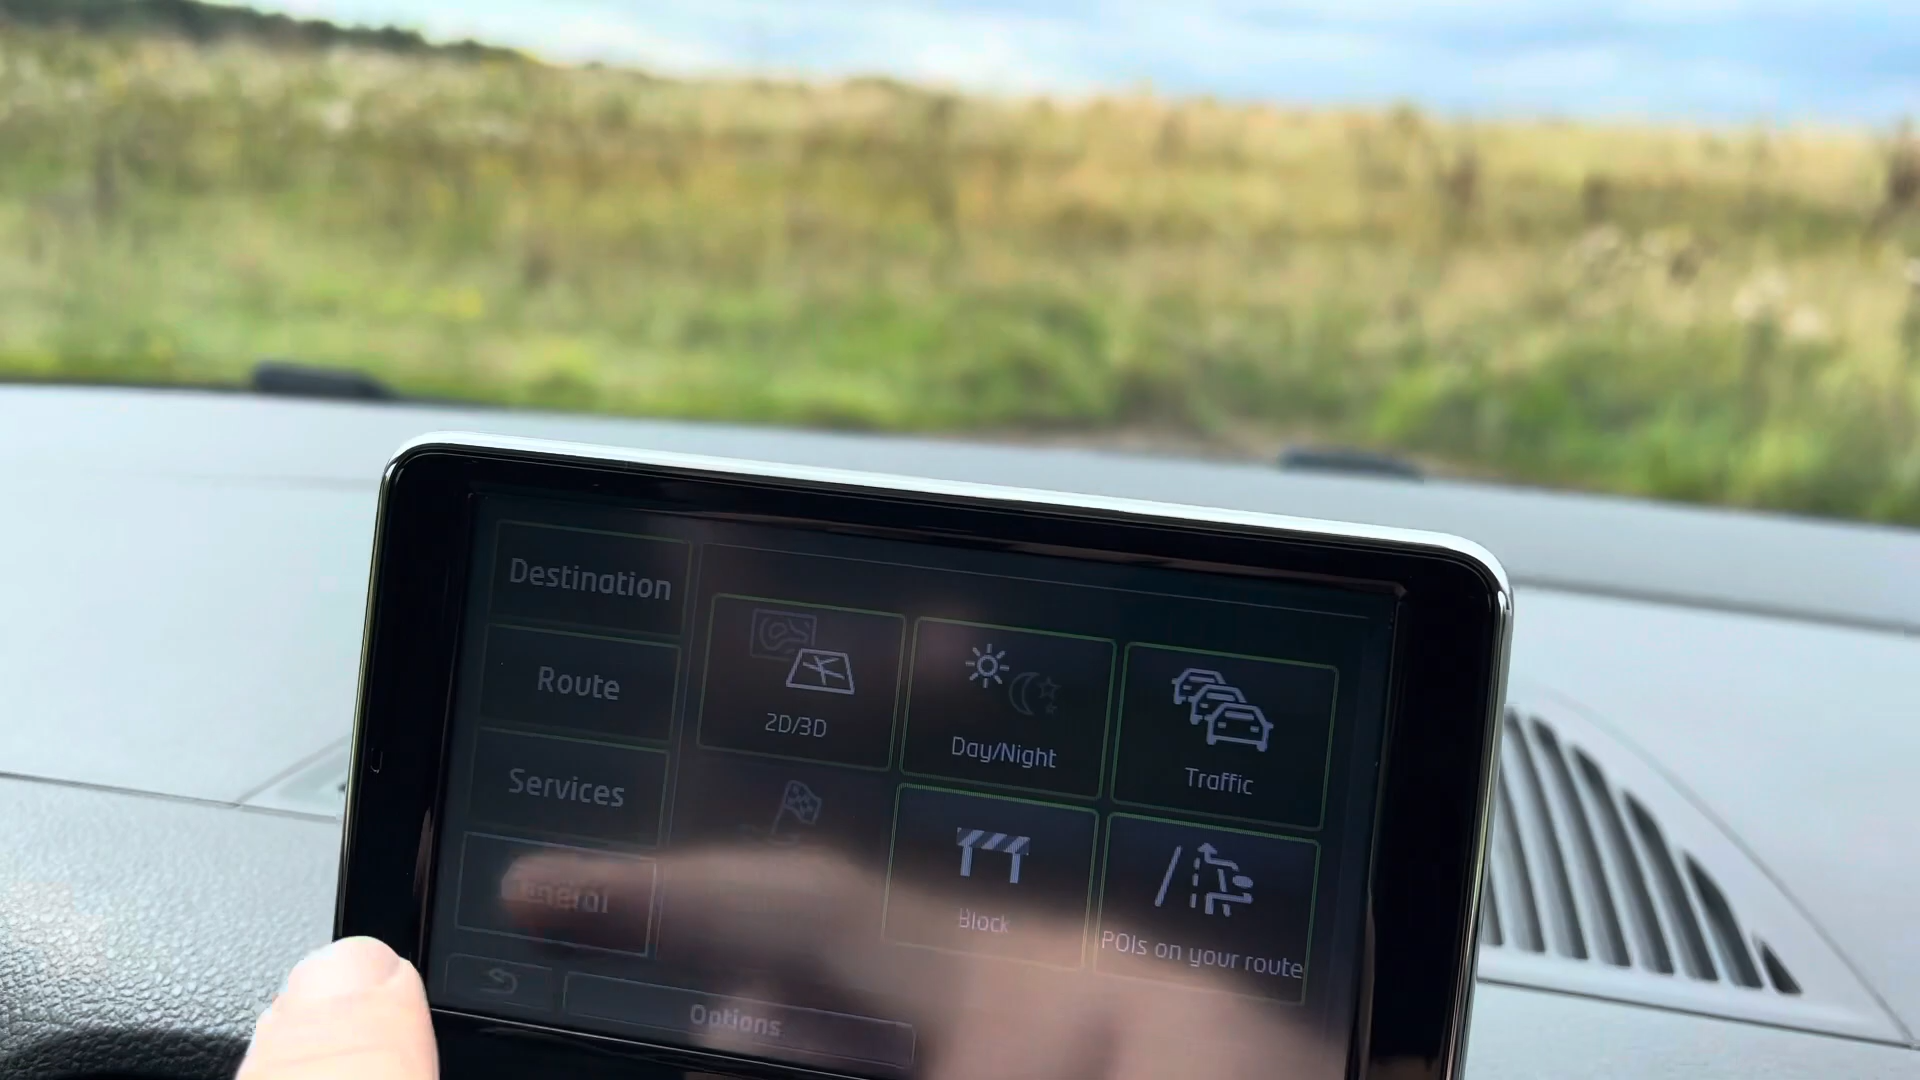 Destination
Route
Services
General
2D/3D
Day/Night
Traffic
Block
POIs on your route
Options